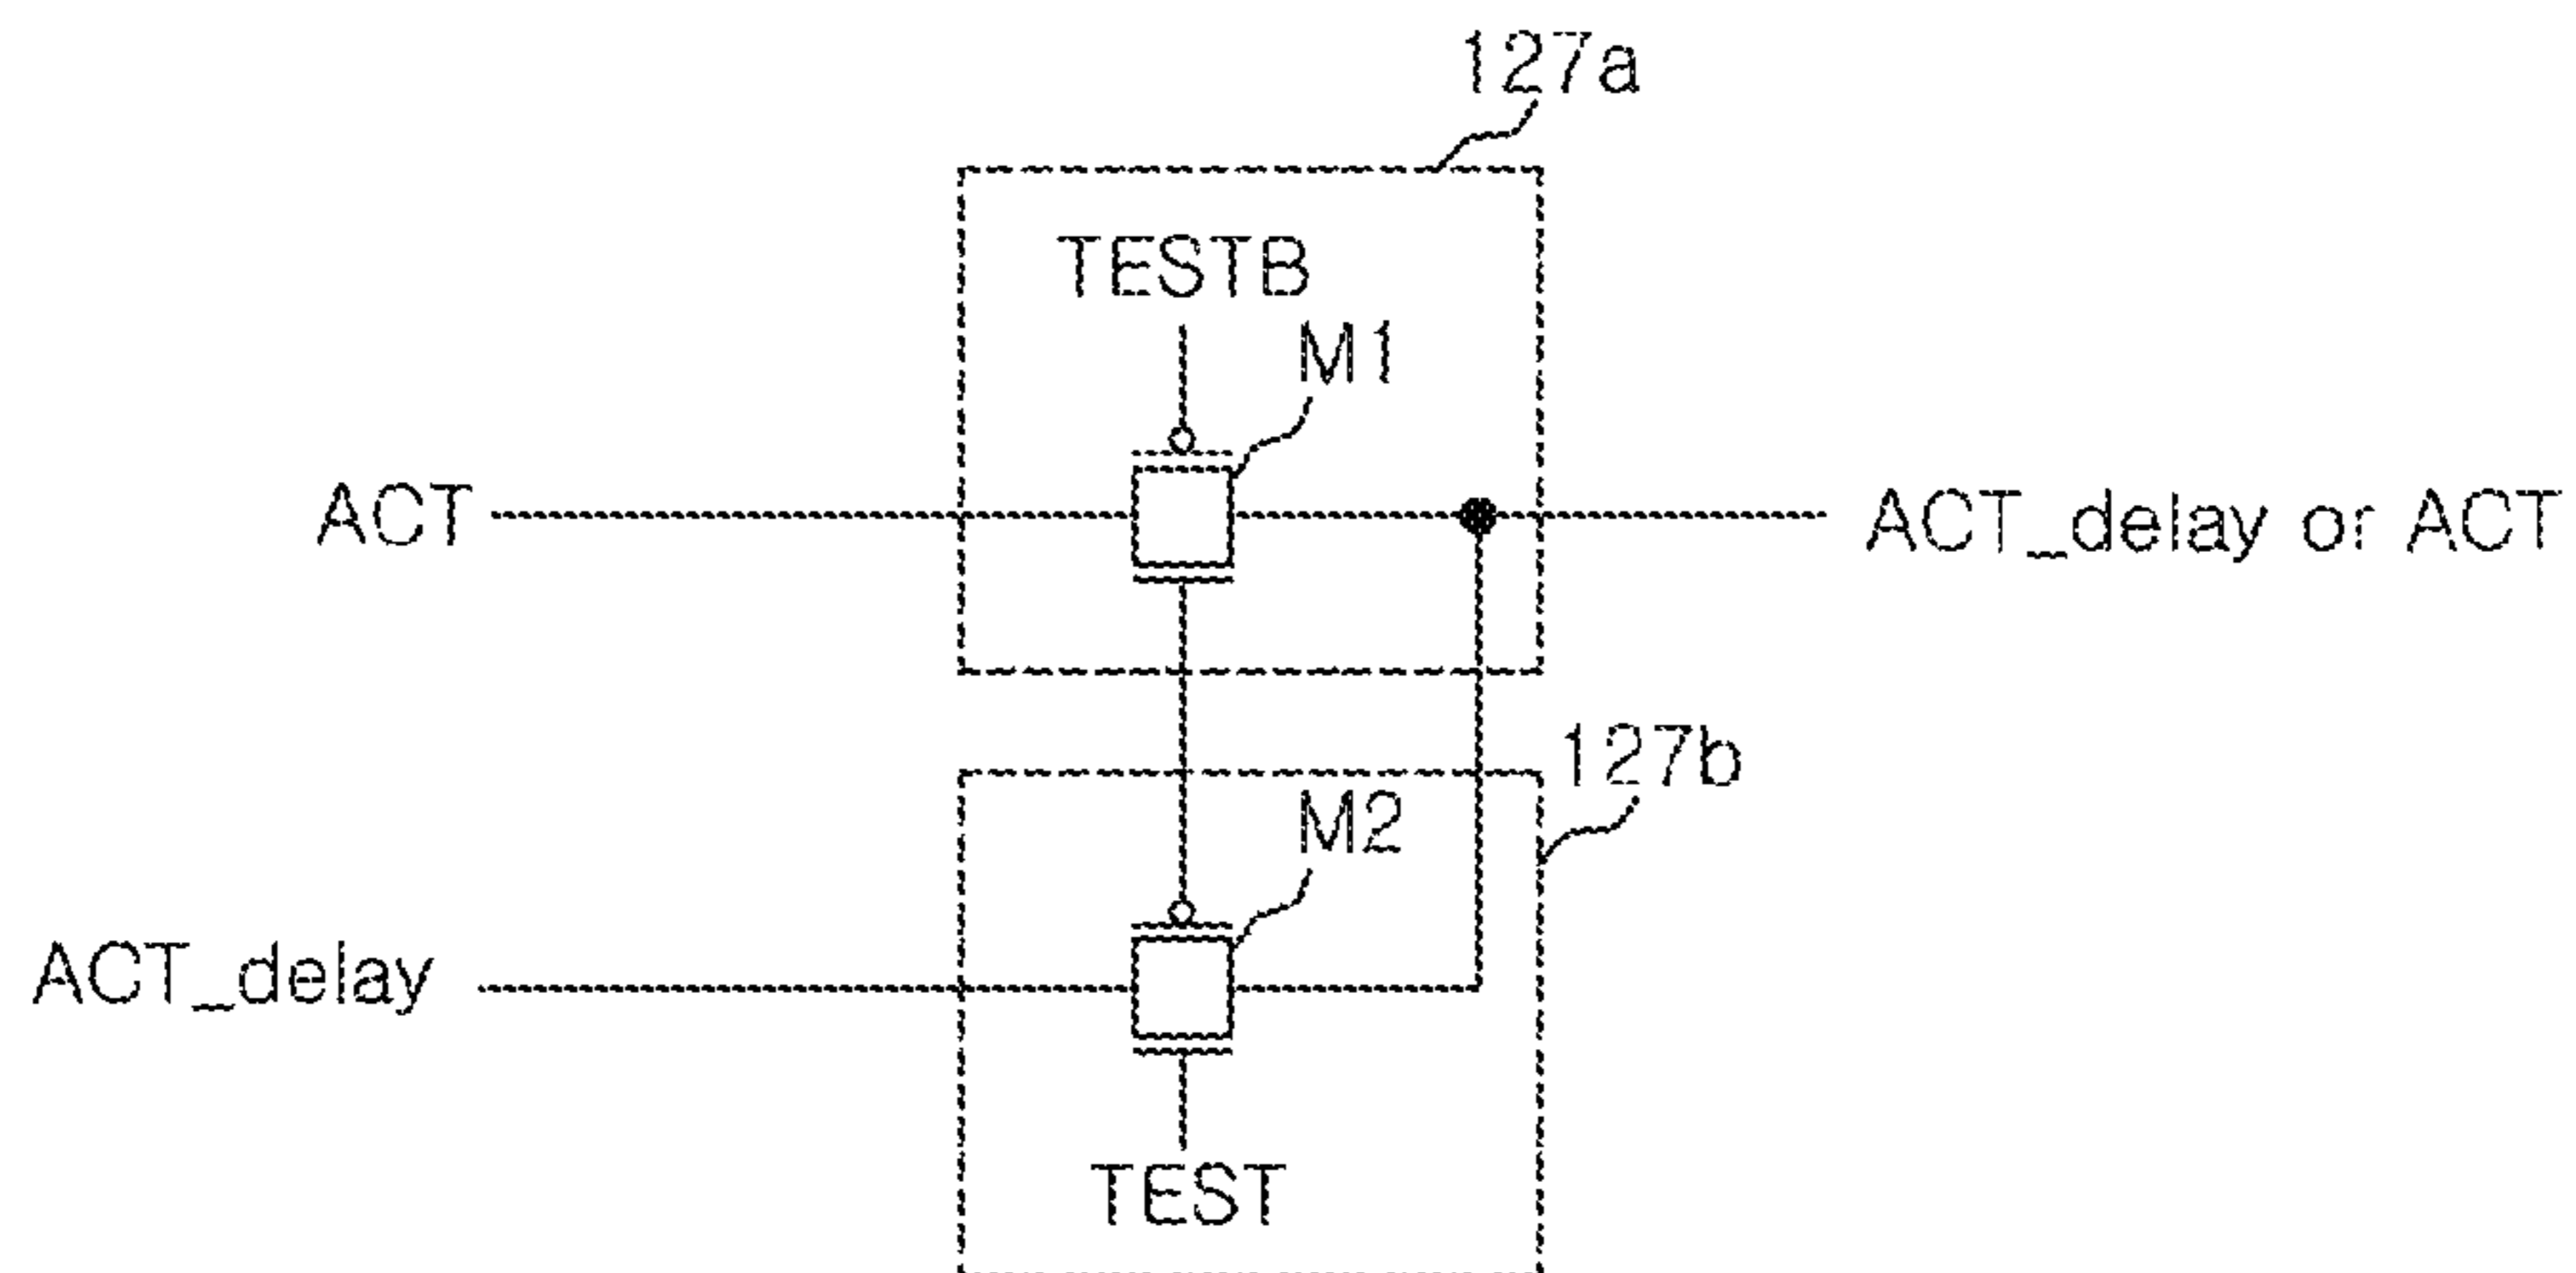 127a
TESTB
M1
ACT
ACT_delay or ACT
127b
M2
ACT_delay
TEST